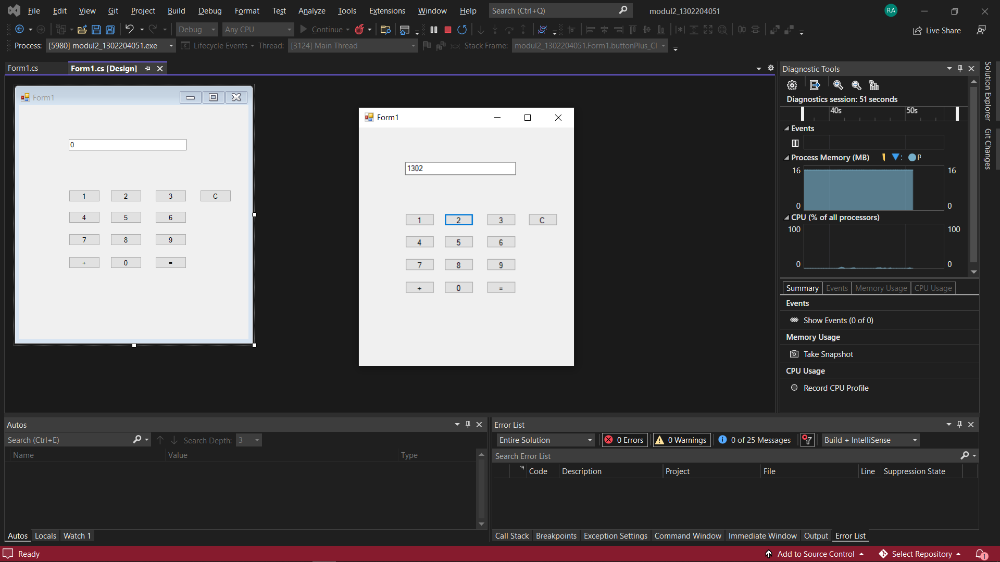 File Edit View Git Project Build Debug Format Test Analyze Tools Extensions Window Help Search (Ctrl+Q) modul2_1302204051 RA
Debug Any CPU Continue Live Share
Process: [5980] modul2_1302204051.exe Lifecycle Events Thread: [3124] Main Thread Stack Frame: modul2_1302204051.Form1.buttonPlus_Cl
Form1.cs Form1.cs [Design]
Form1
0
1 2 3 C
4 5 6
7 8 9
+ 0 =
Form1
1302
1 2 3 C
4 5 6
7 8 9
+ 0 =
Diagnostic Tools
Diagnostics session: 51 seconds
40s 50s
Events
Process Memory (MB) P
16 16
0 0
CPU (% of all processors)
100 100
0 0
Summary Events Memory Usage CPU Usage
Events
Show Events (0 of 0)
Memory Usage
Take Snapshot
CPU Usage
Record CPU Profile
Solution Explorer
Git Changes
Autos
Search (Ctrl+E) Search Depth: 3
Name Value Type
Autos Locals Watch 1
Error List
Entire Solution 0 Errors 0 Warnings 0 of 25 Messages Build + IntelliSense
Search Error List
Code Description Project File Line Suppression State
Call Stack Breakpoints Exception Settings Command Window Immediate Window Output Error List
Ready Add to Source Control Select Repository 1